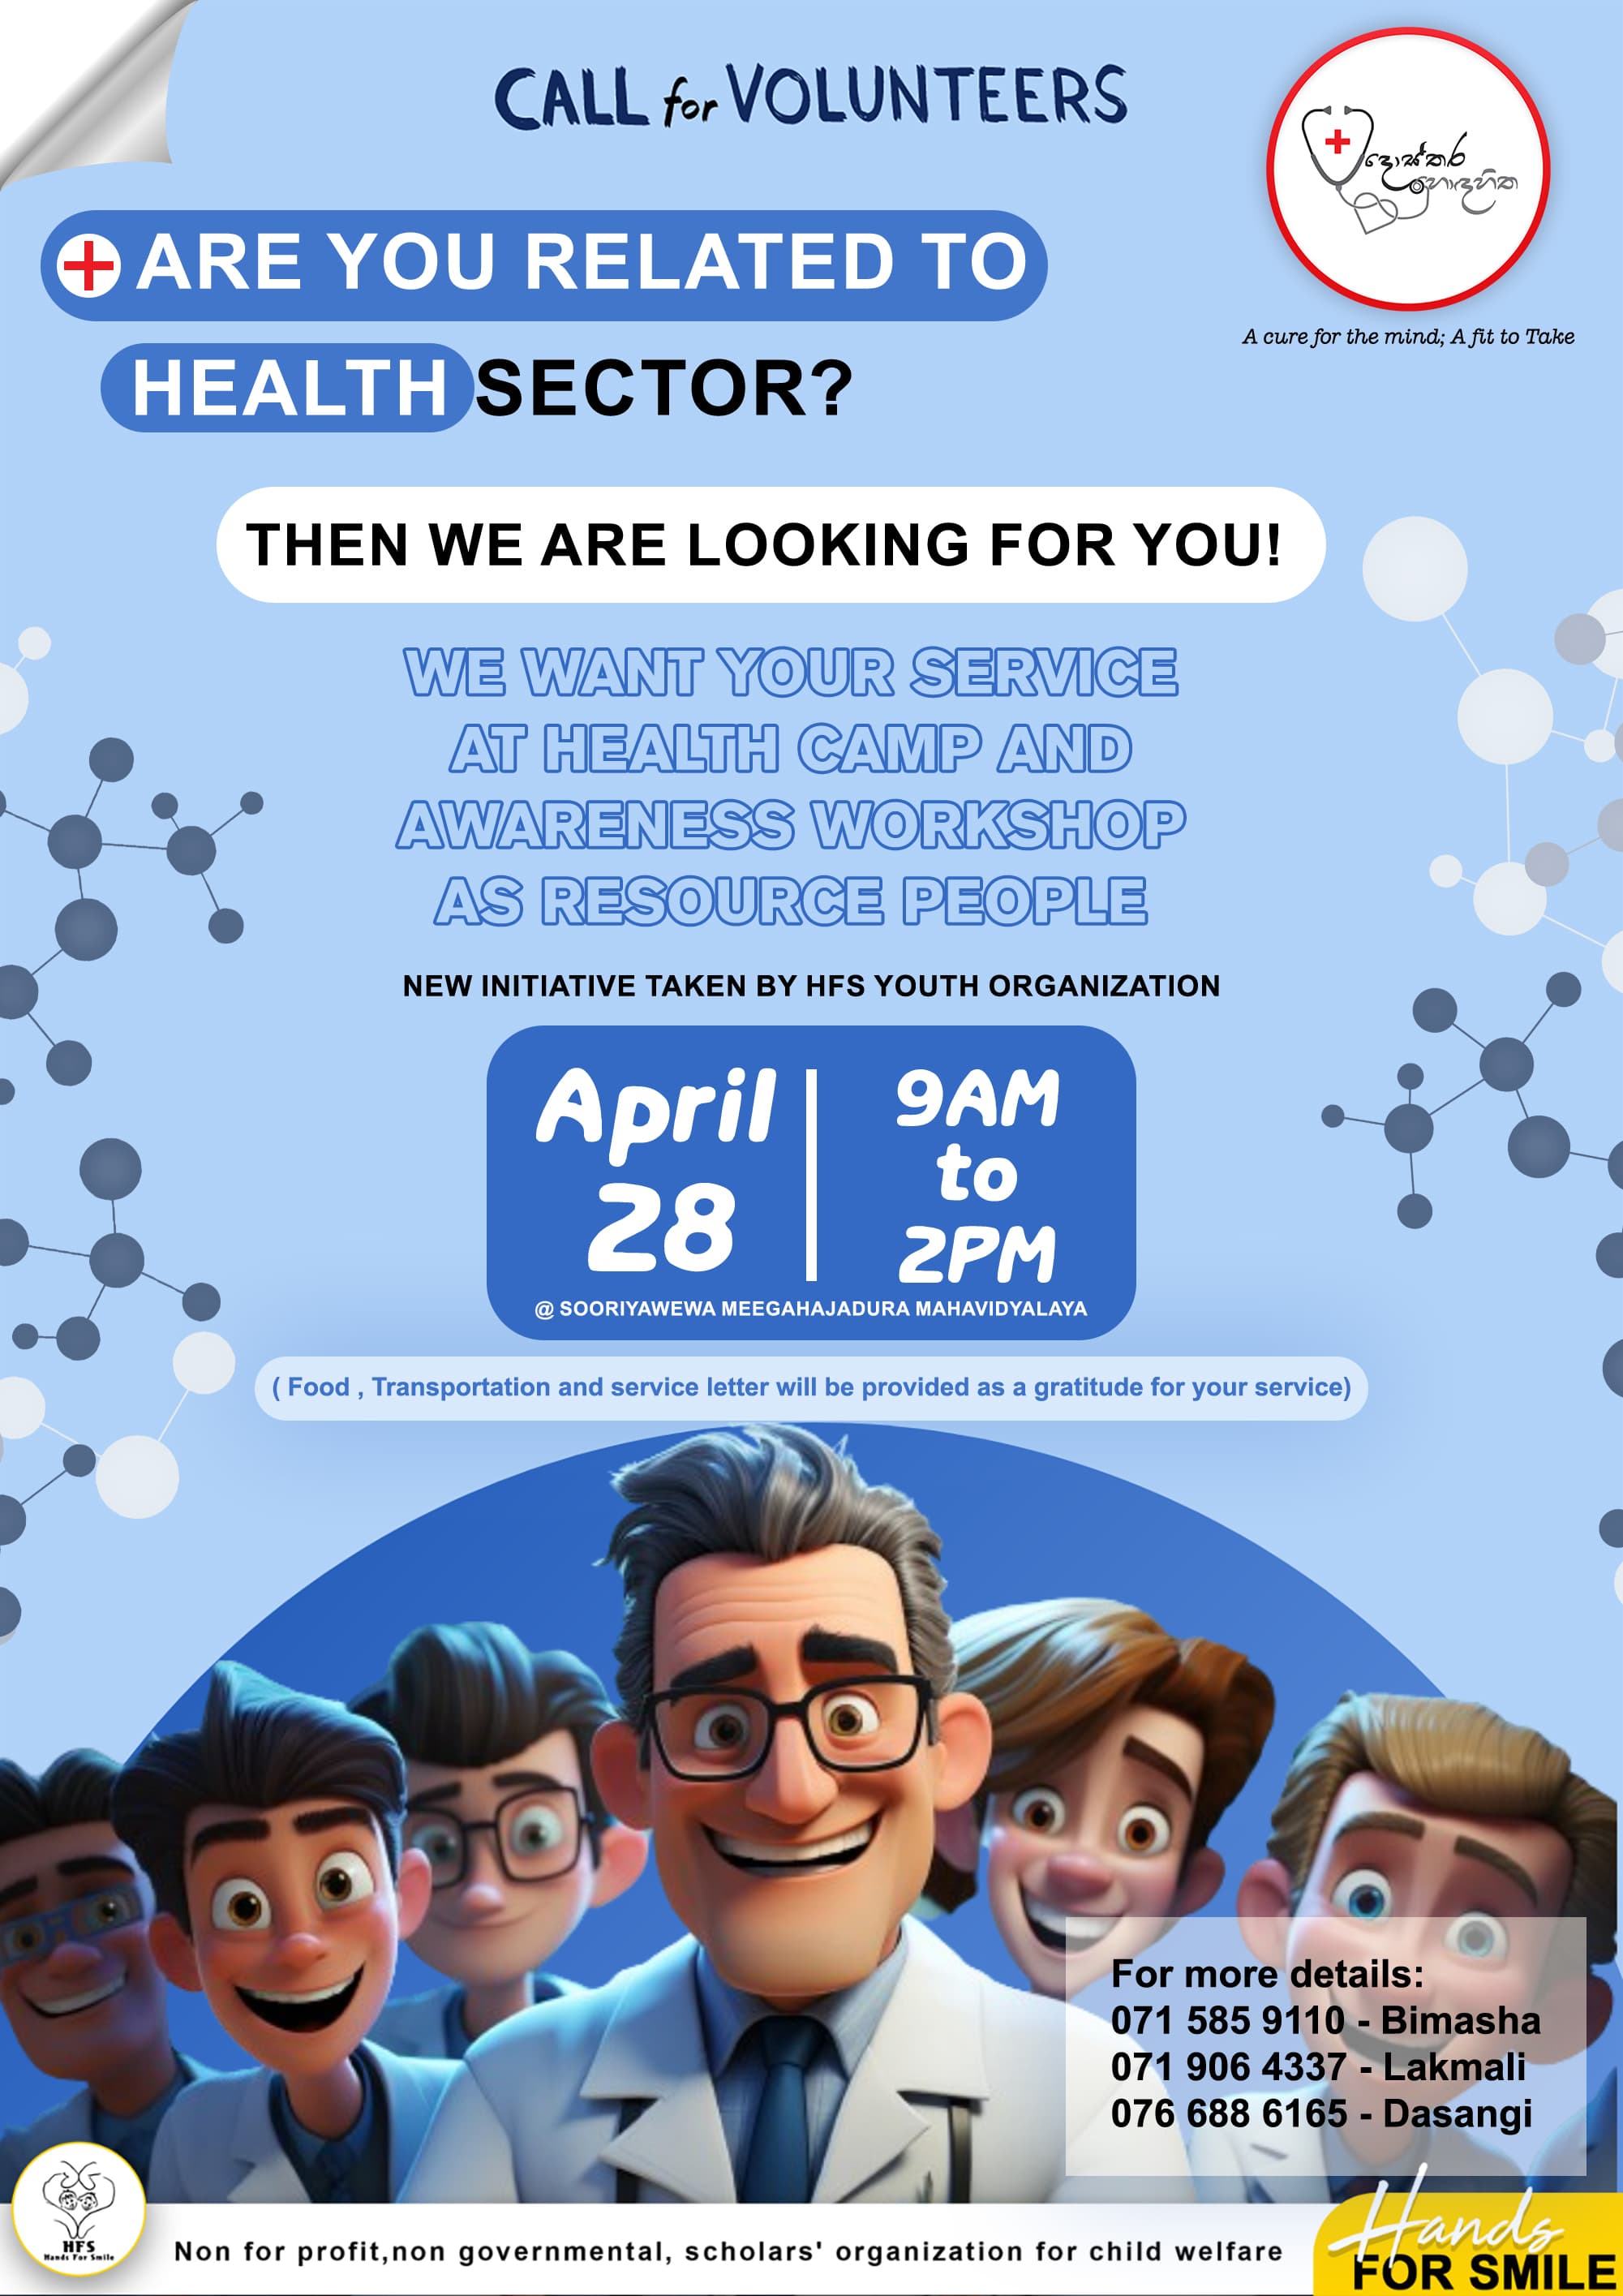 CALL for VOLUNTEERS
දොස්තර
හොඳහිත
A cure for the mind; A fit to Take
ARE YOU RELATED TO
HEALTH SECTOR?
THEN WE ARE LOOKING FOR YOU!
WE WANT YOUR SERVICE
AT HEALTH CAMP AND
AWARENESS WORKSHOP
AS RESOURCE PEOPLE
NEW INITIATIVE TAKEN BY HFS YOUTH ORGANIZATION
April
28
9AM
to
2PM
@ SOORIYAWEWA MEEGAHAJADURA MAHAVIDYALAYA
( Food , Transportation and service letter will be provided as a gratitude for your service)
For more details:
071 585 9110 - Bimasha
071 906 4337 - Lakmali
076 688 6165 - Dasangi
HFS
Hands For Smile
Non for profit,non governmental, scholars' organization for child welfare
Hands
FOR SMILE